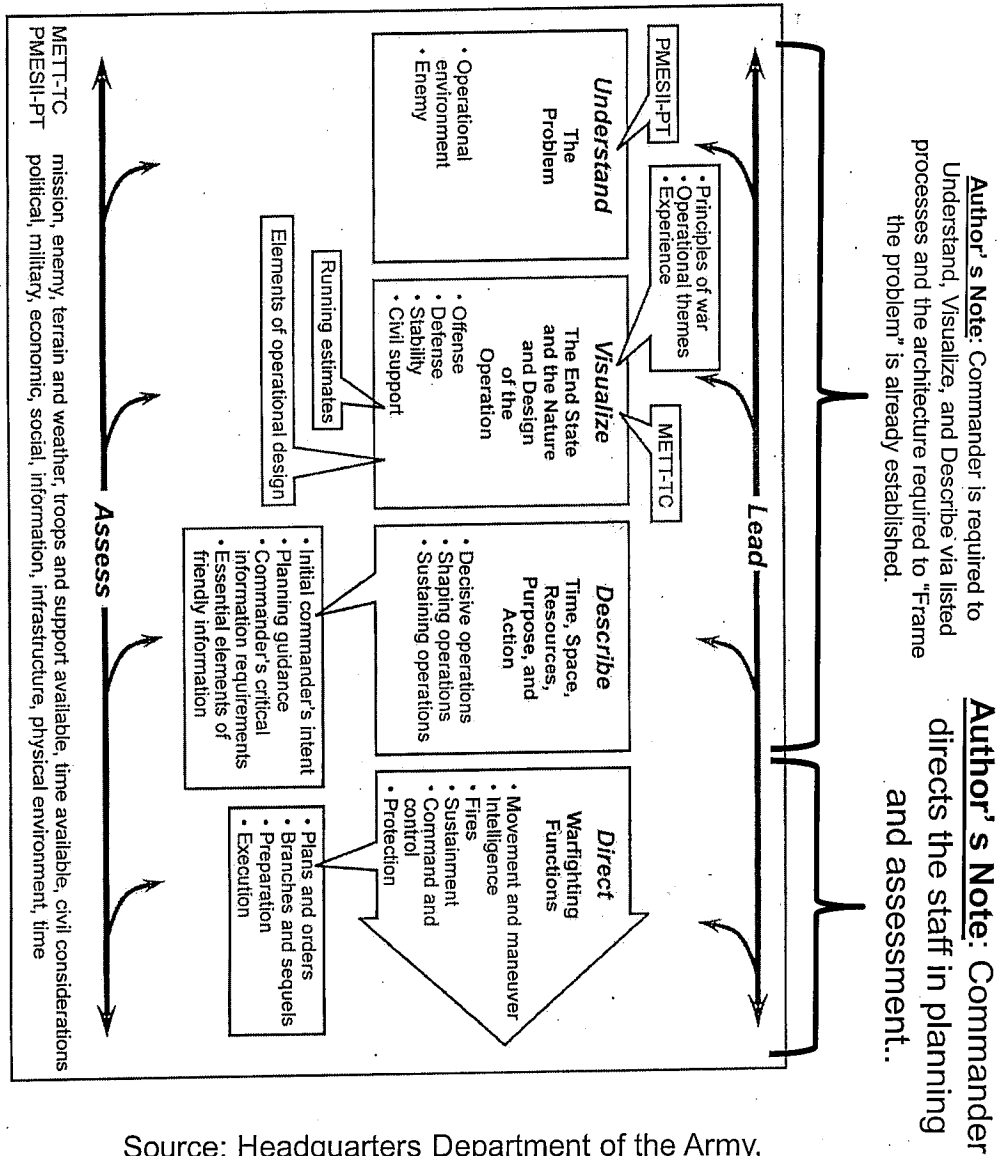 Author's Note: Commander is required to
Understand, Visualize, and Describe via listed
processes and the architecture required to "Frame
the problem" is already established.
Author's Note: Commander
directs the staff in planning
and assessment..
Lead
PMESII-PT
• Principles of war
• Operational themes
• Experience
METT-TC
Understand
The
Problem
• Operational
environment
• Enemy
Visualize
The End State
and the Nature
and Design
of the
Operation
• Offense
• Defense
• Stability
• Civil support
Describe
Time, Space,
Resources,
Purpose, and
Action
• Decisive operations
• Shaping operations
• Sustaining operations
Direct
Warfighting
Functions
• Movement and maneuver
• Intelligence
• Fires
• Sustainment
• Command and
control
• Protection
Running estimates
Elements of operational design
• Initial commander's intent
• Planning guidance
• Commander's critical
information requirements
• Essential elements of
friendly information
• Plans and orders
• Branches and sequels
• Preparation
• Execution
Assess
METT-TC mission, enemy, terrain and weather, troops and support available, time available, civil considerations
PMESII-PT political, military, economic, social, information, infrastructure, physical environment, time
Source: Headquarters Department of the Army,